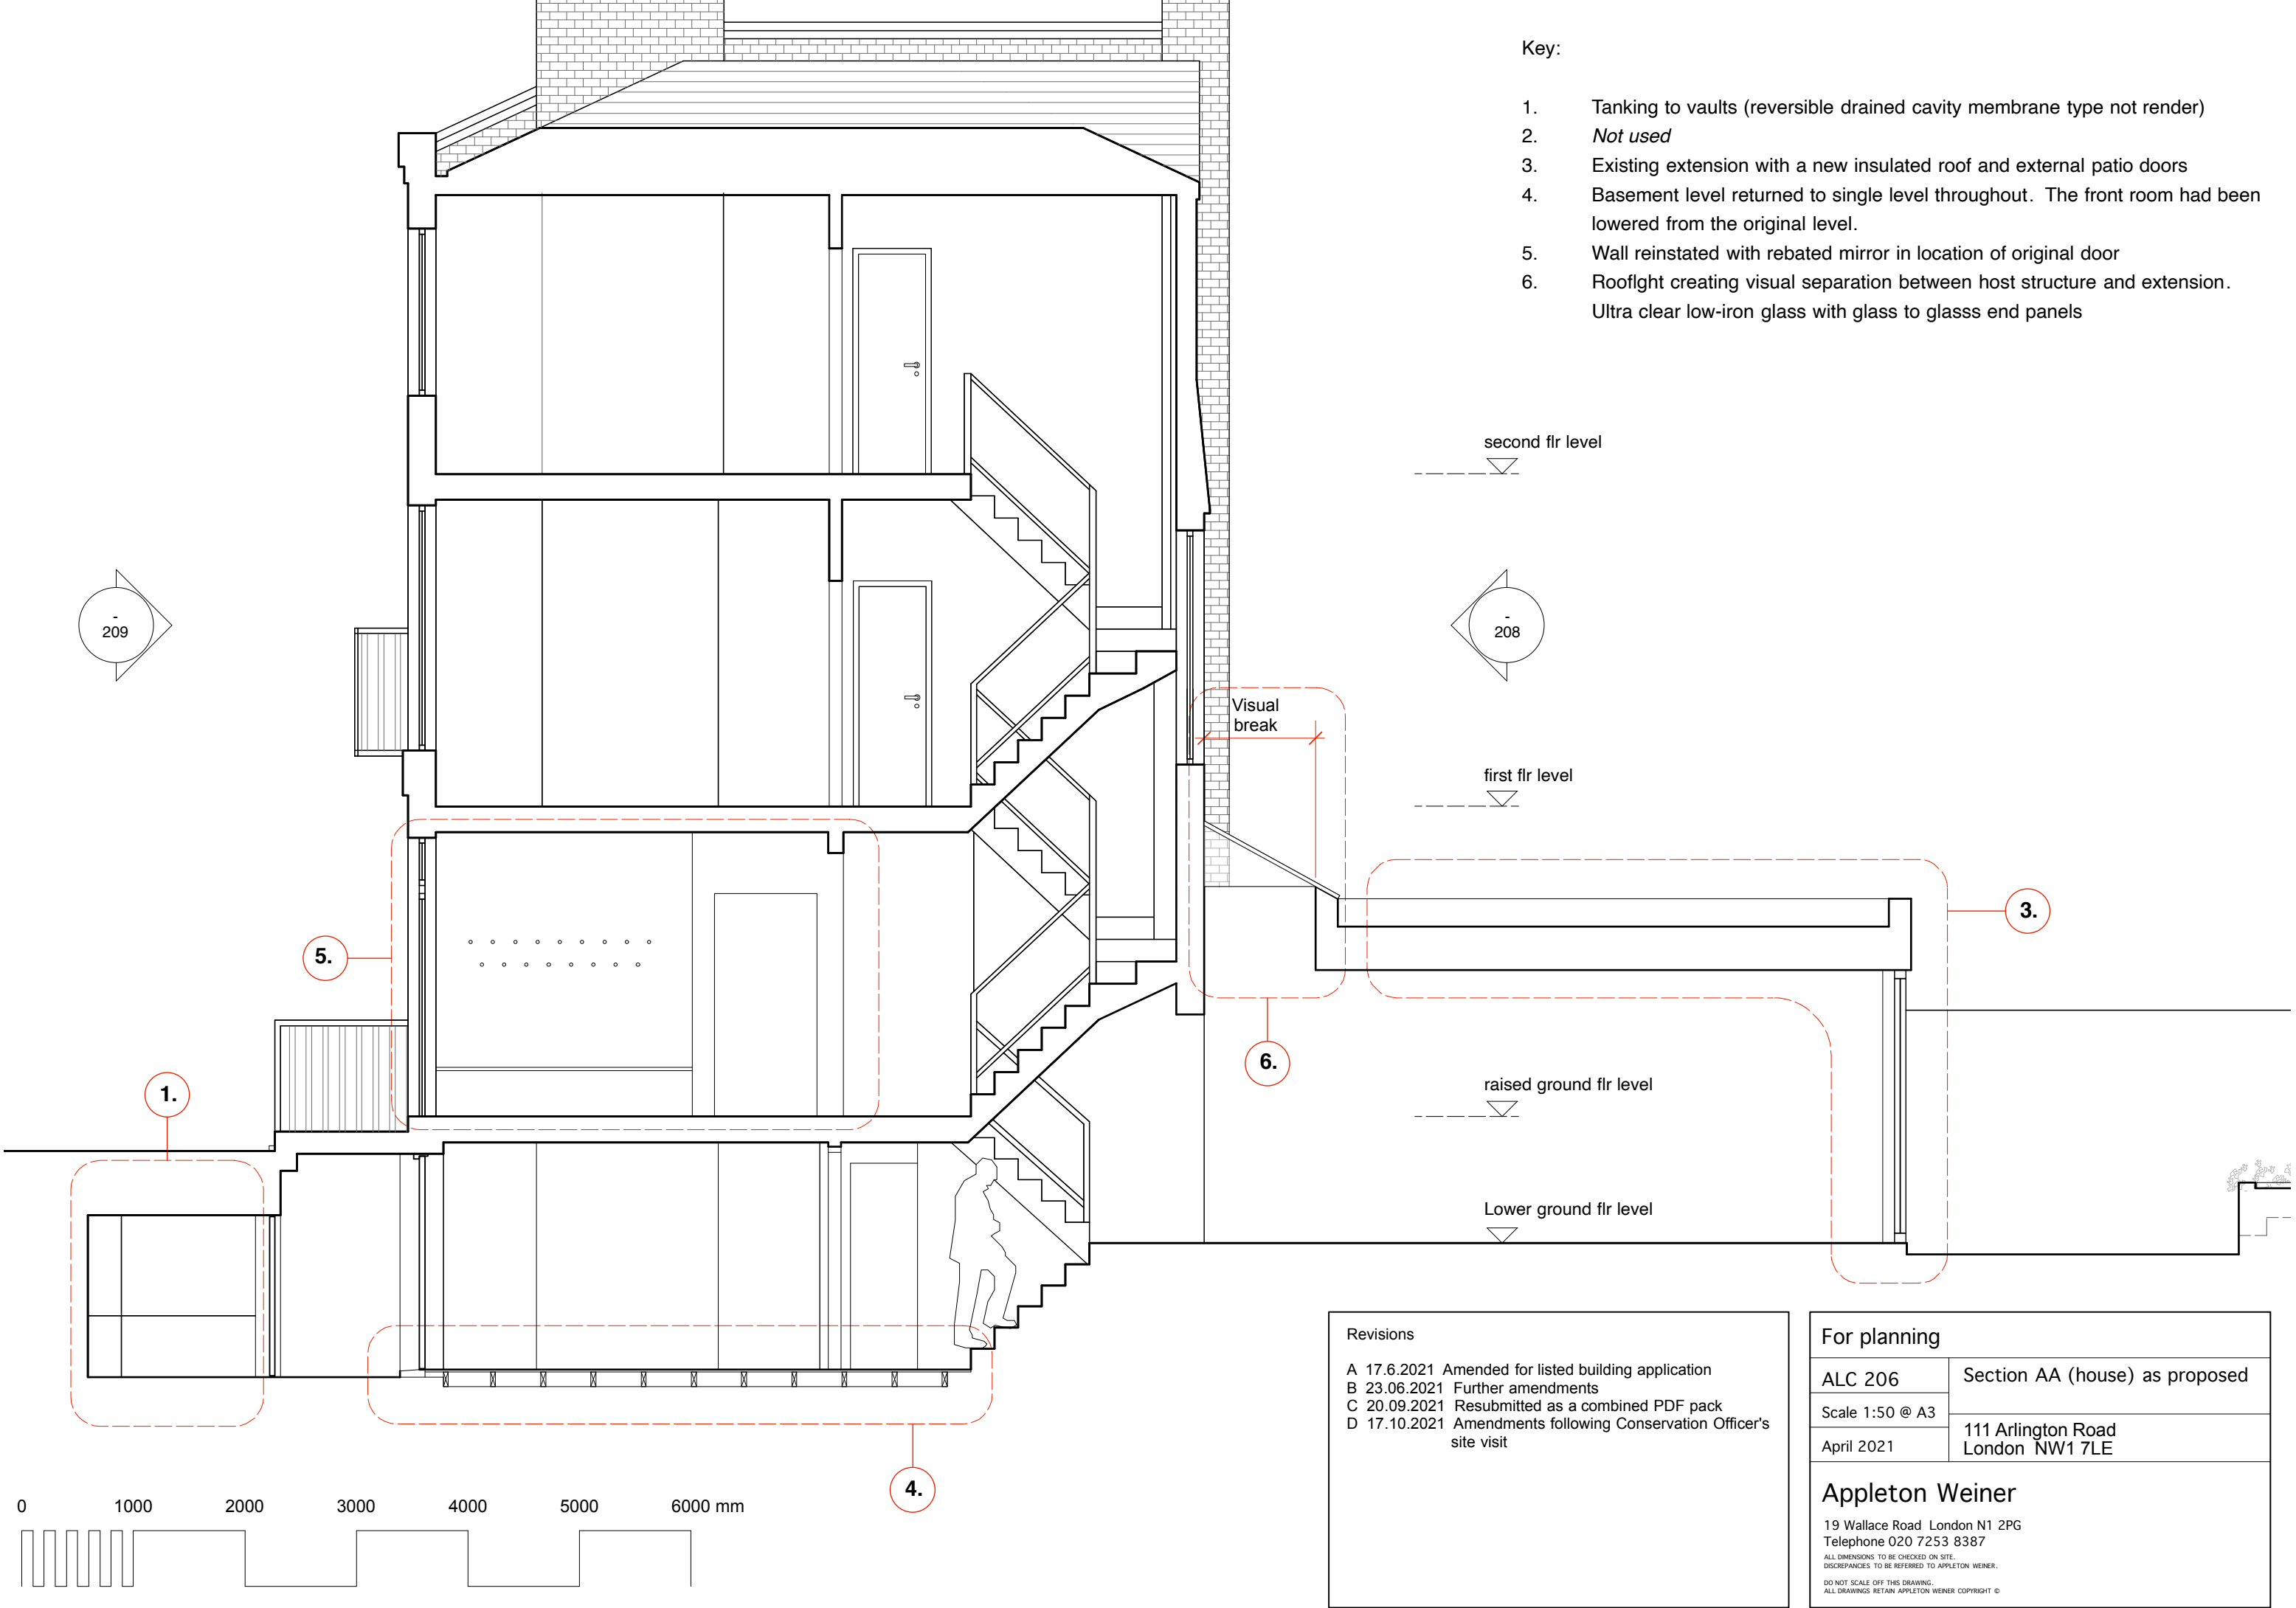 Key:
1. Tanking to vaults (reversible drained cavity membrane type not render)
2. Not used
3. Existing extension with a new insulated roof and external patio doors
4. Basement level returned to single level throughout. The front room had been
lowered from the original level.
5. Wall reinstated with rebated mirror in location of original door
6. Rooflght creating visual separation between host structure and extension.
Ultra clear low-iron glass with glass to glasss end panels
second flr level
-
209
-
208
Visual
break
first flr level
3.
5.
6.
1.
raised ground flr level
Lower ground flr level
4.
0 1000 2000 3000 4000 5000 6000 mm
Revisions
A 17.6.2021 Amended for listed building application
B 23.06.2021 Further amendments
C 20.09.2021 Resubmitted as a combined PDF pack
D 17.10.2021 Amendments following Conservation Officer's
site visit
For planning
ALC 206
Section AA (house) as proposed
Scale 1:50 @ A3
April 2021
111 Arlington Road
London NW1 7LE
Appleton Weiner
19 Wallace Road London N1 2PG
Telephone 020 7253 8387
ALL DIMENSIONS TO BE CHECKED ON SITE.
DISCREPANCIES TO BE REFERRED TO APPLETON WEINER.
DO NOT SCALE OFF THIS DRAWING.
ALL DRAWINGS RETAIN APPLETON WEINER COPYRIGHT ©